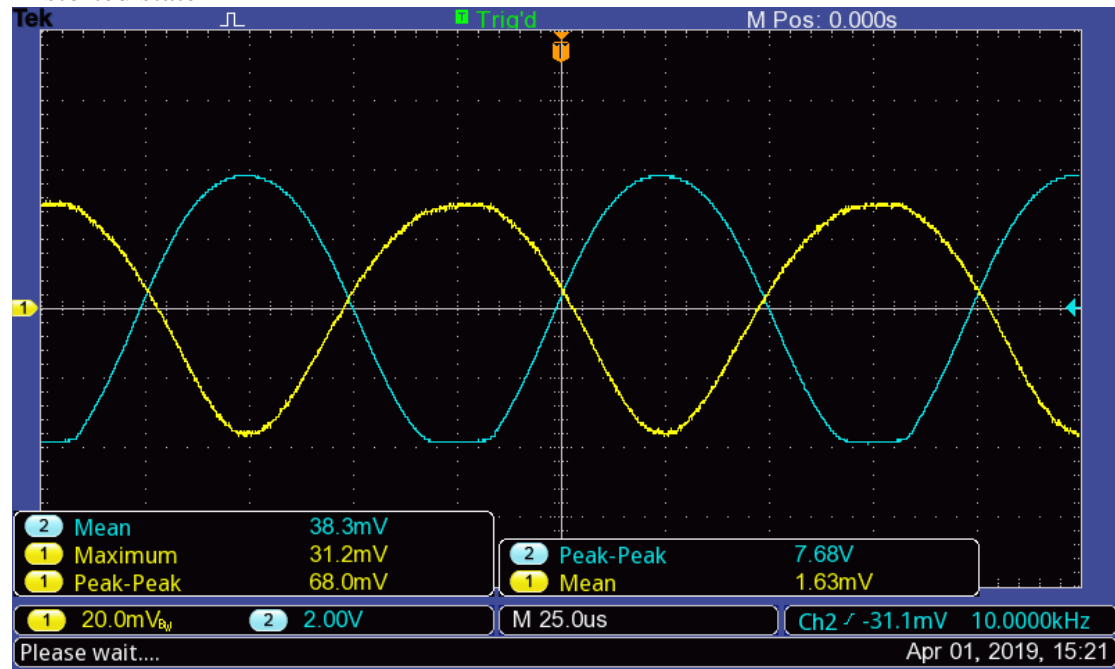 Tek T Trig'd M Pos: 0.000s
T
1
2 Mean 38.3mV
1 Maximum 31.2mV
1 Peak-Peak 68.0mV
2 Peak-Peak 7.68V
1 Mean 1.63mV
1 20.0mVBW 2 2.00V M 25.0us Ch2 / -31.1mV 10.0000kHz
Please wait.... Apr 01, 2019, 15:21